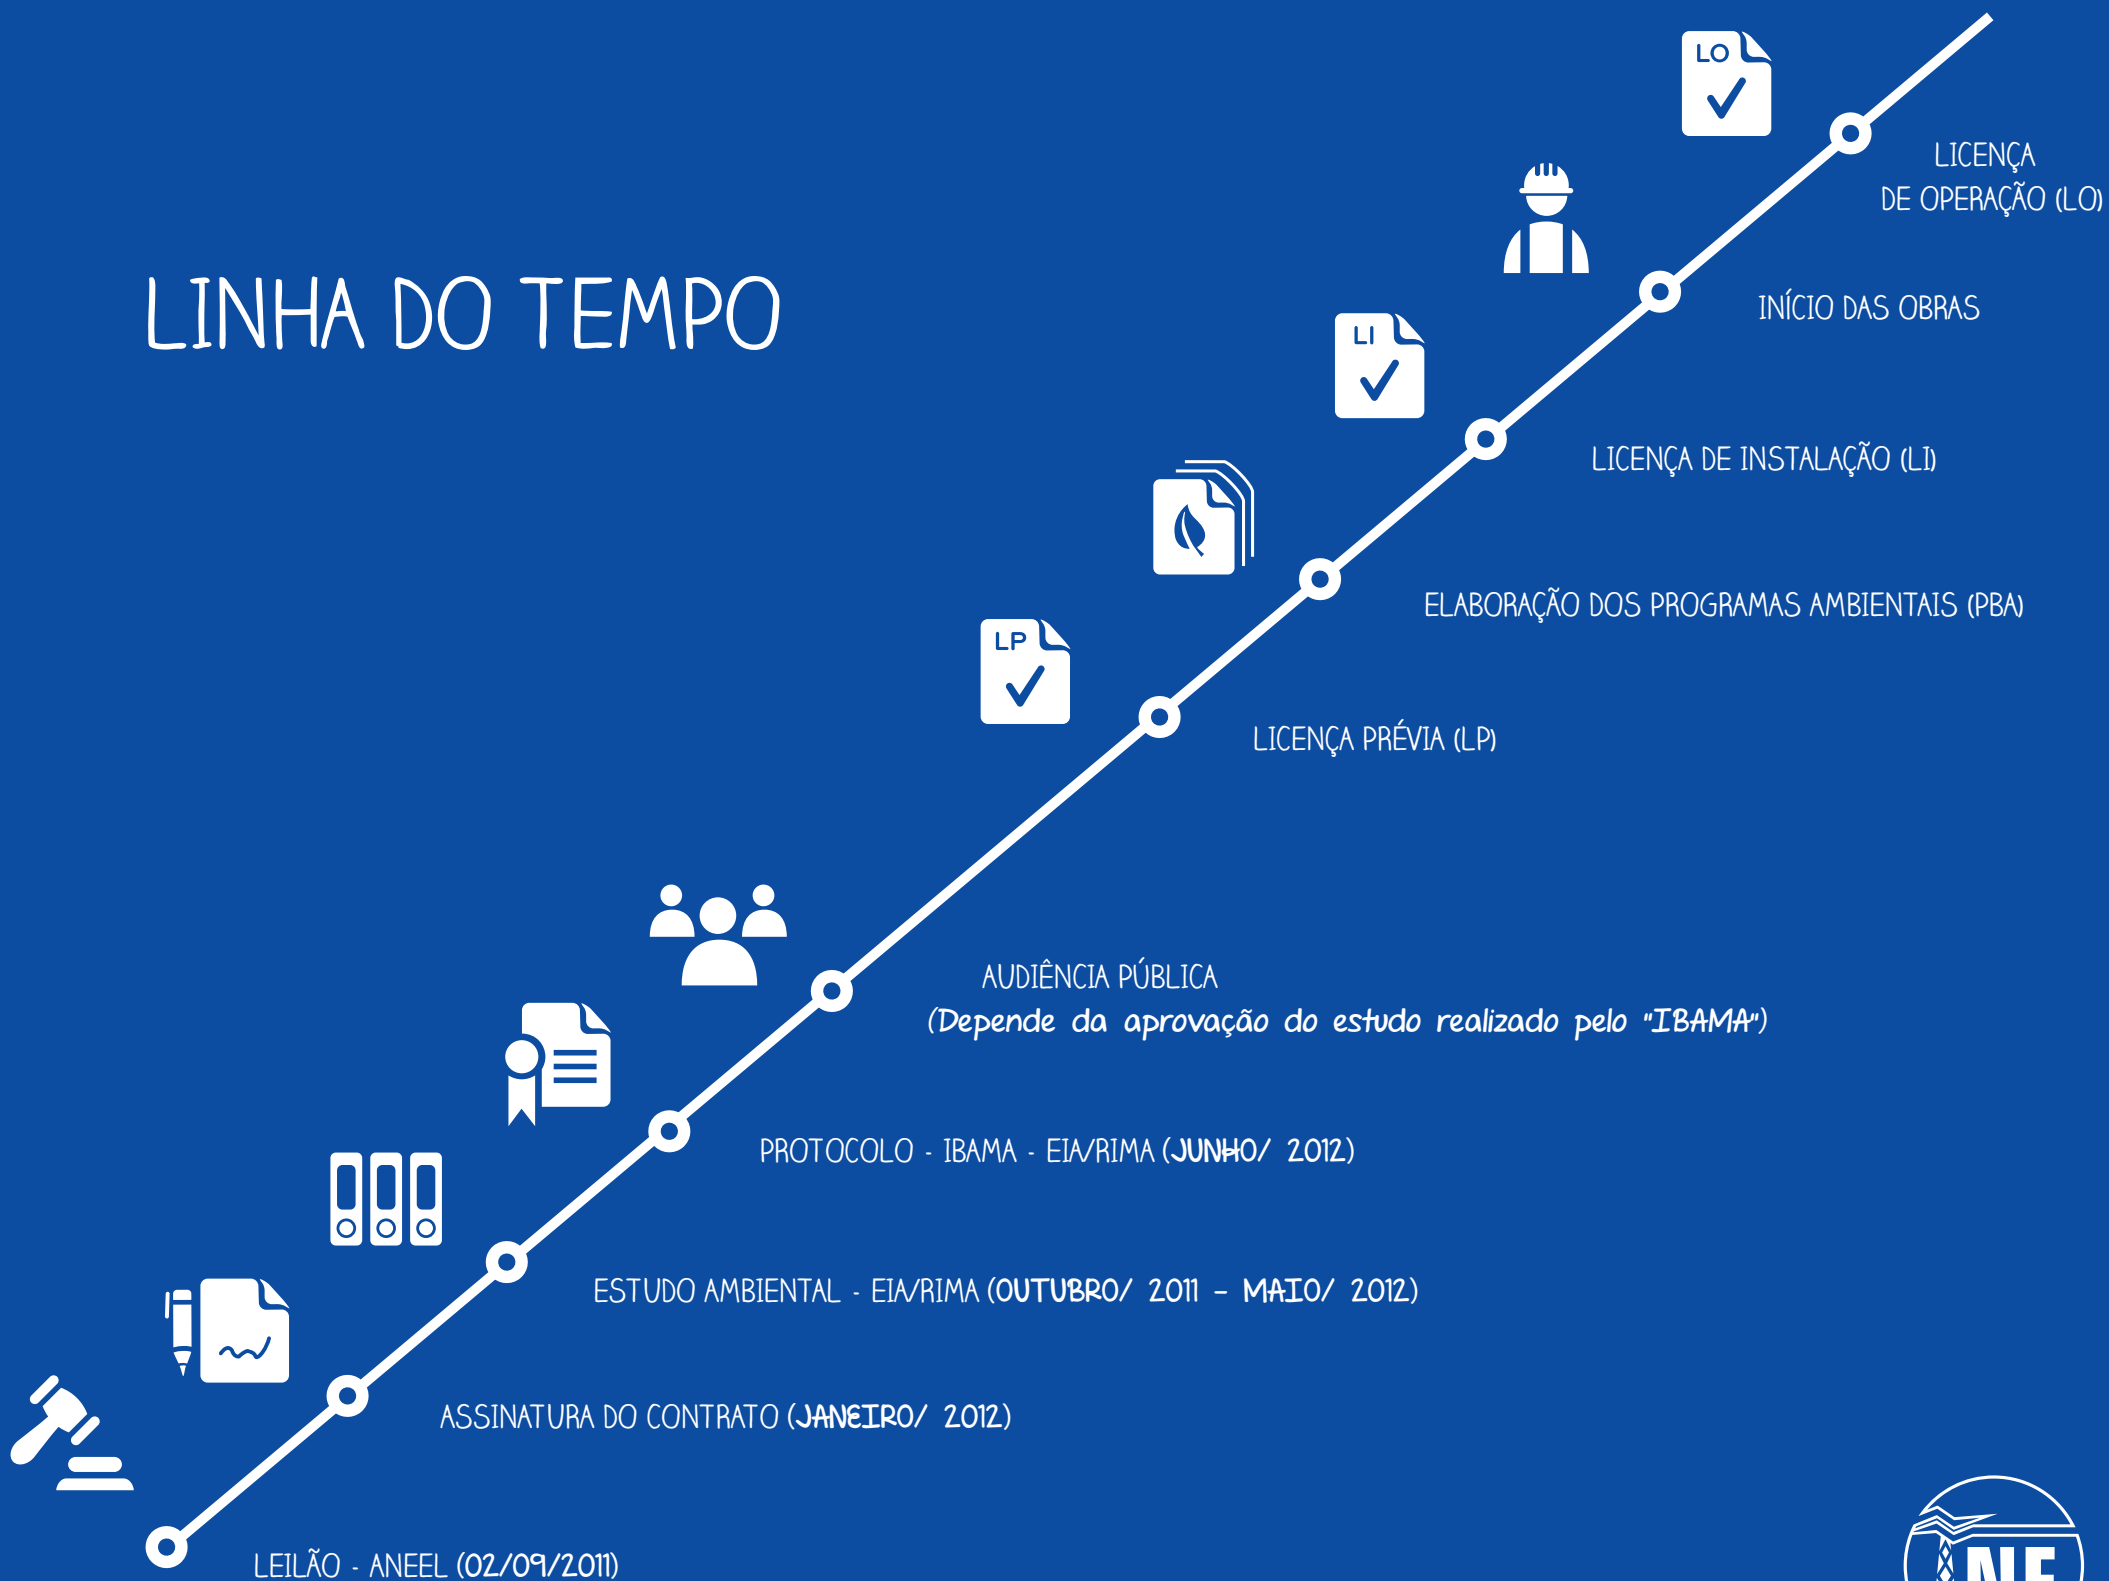 LO
LICENÇA
DE OPERAÇÃO (LO)
INÍCIO DAS OBRAS
LINHA DO TEMPO
LI
LICENÇA DE INSTALAÇÃO (LI)
ELABORAÇÃO DOS PROGRAMAS AMBIENTAIS (PBA)
LP
LICENÇA PRÉVIA (LP)
AUDIÊNCIA PÚBLICA
(Depende da aprovação do estudo realizado pelo "IBAMA")
PROTOCOLO - IBAMA - EIA/RIMA (JUNHO/ 2012)
ESTUDO AMBIENTAL - EIA/RIMA (OUTUBRO/ 2011 - MAIO/ 2012)
ASSINATURA DO CONTRATO (JANEIRO/ 2012)
LEILÃO - ANEEL (02/09/2011)